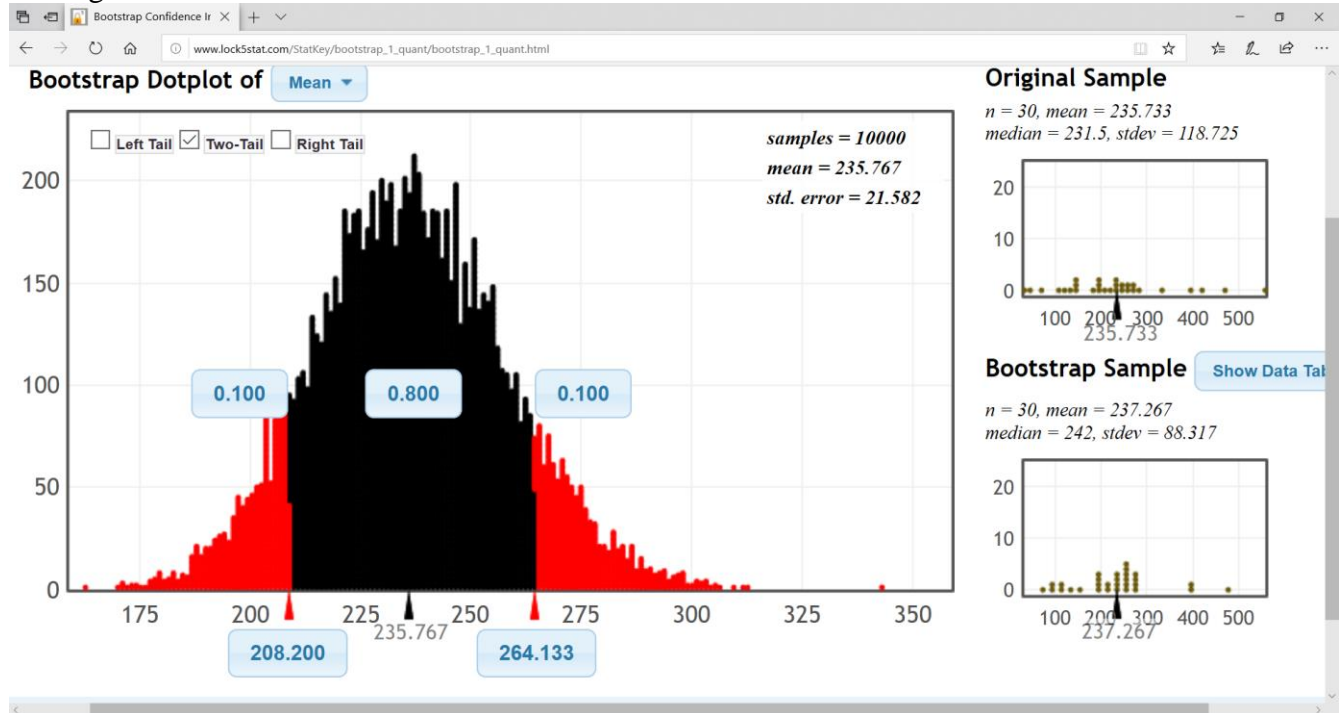 Bootstrap Confidence Ir
www.lock5stat.com/StatKey/bootstrap_1_quant/bootstrap_1_quant.html
Bootstrap Dotplot of Mean
Left Tail Two-Tail Right Tail
samples = 10000
mean = 235.767
std. error = 21.582
200
150
100
50
0
0.100 0.800 0.100
175 200 225 250 275 300 325 350
235.767
208.200 264.133
Original Sample
n = 30, mean = 235.733
median = 231.5, stdev = 118.725
20
10
0
100 200 300 400 500
235.733
Bootstrap Sample Show Data Tab
n = 30, mean = 237.267
median = 242, stdev = 88.317
20
10
0
100 200 300 400 500
237.267